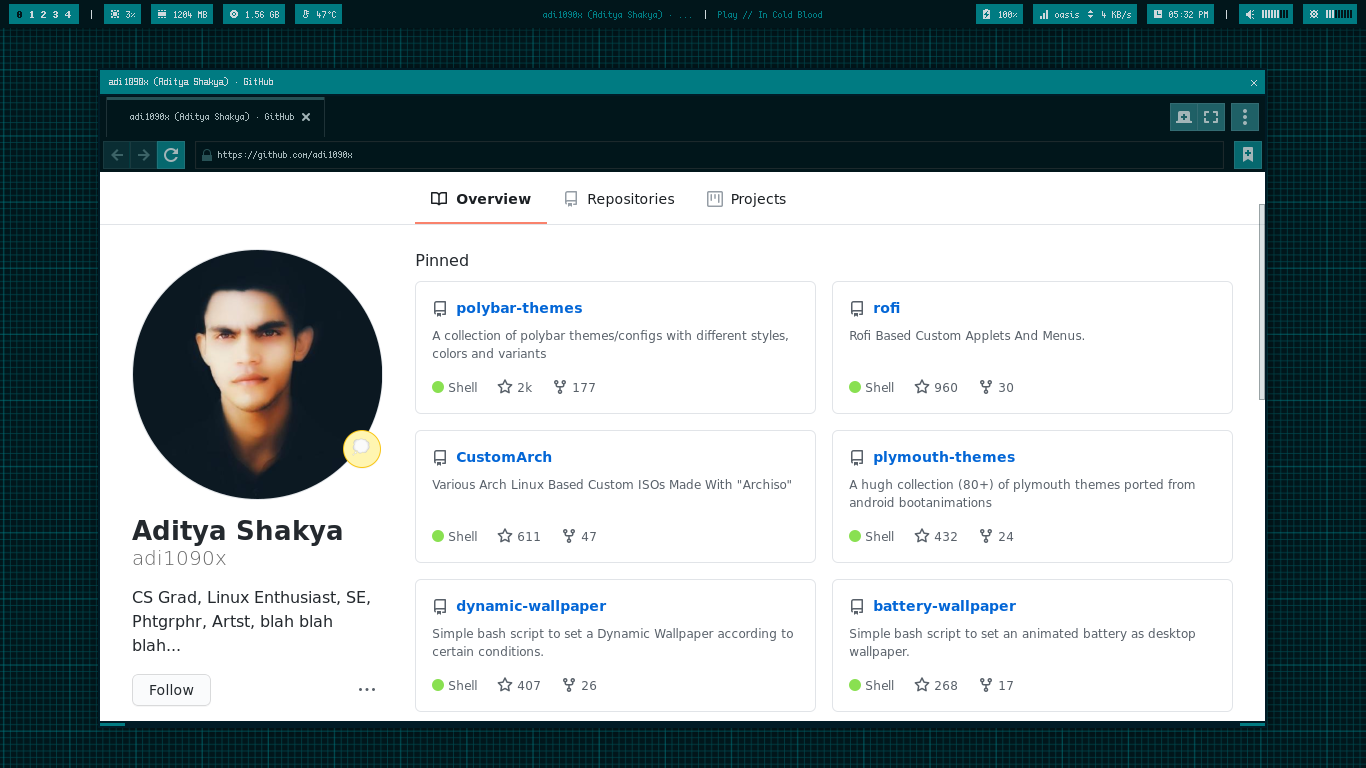 0 1 2 3 4 | 3% 1204 MB 1.56 GB 47°C adi1090x (Aditya Shakya) · ... | Play // In Cold Blood 100% oasis 4 KB/s 05:32 PM |
adi1090x (Aditya Shakya) · GitHub
adi1090x (Aditya Shakya) · GitHub
https://github.com/adi1090x
Overview Repositories Projects
Pinned
polybar-themes
A collection of polybar themes/configs with different styles,
colors and variants
Shell 2k 177
rofi
Rofi Based Custom Applets And Menus.
Shell 960 30
CustomArch
Various Arch Linux Based Custom ISOs Made With "Archiso"
Shell 611 47
plymouth-themes
A hugh collection (80+) of plymouth themes ported from
android bootanimations
Shell 432 24
dynamic-wallpaper
Simple bash script to set a Dynamic Wallpaper according to
certain conditions.
Shell 407 26
battery-wallpaper
Simple bash script to set an animated battery as desktop
wallpaper.
Shell 268 17
Aditya Shakya
adi1090x
CS Grad, Linux Enthusiast, SE,
Phtgrphr, Artst, blah blah
blah...
Follow ...